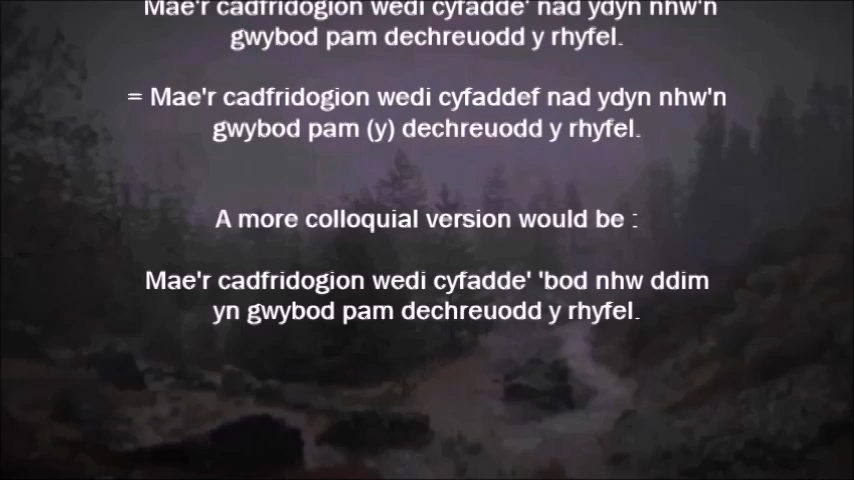 Mae'r cadfridogion wedi cyfadde' nad ydyn nhw'n
gwybod pam dechreuodd y rhyfel.
= Mae'r cadfridogion wedi cyfaddef nad ydyn nhw'n
gwybod pam (y) dechreuodd y rhyfel.
A more colloquial version would be :
Mae'r cadfridogion wedi cyfadde' 'bod nhw ddim
yn gwybod pam dechreuodd y rhyfel.